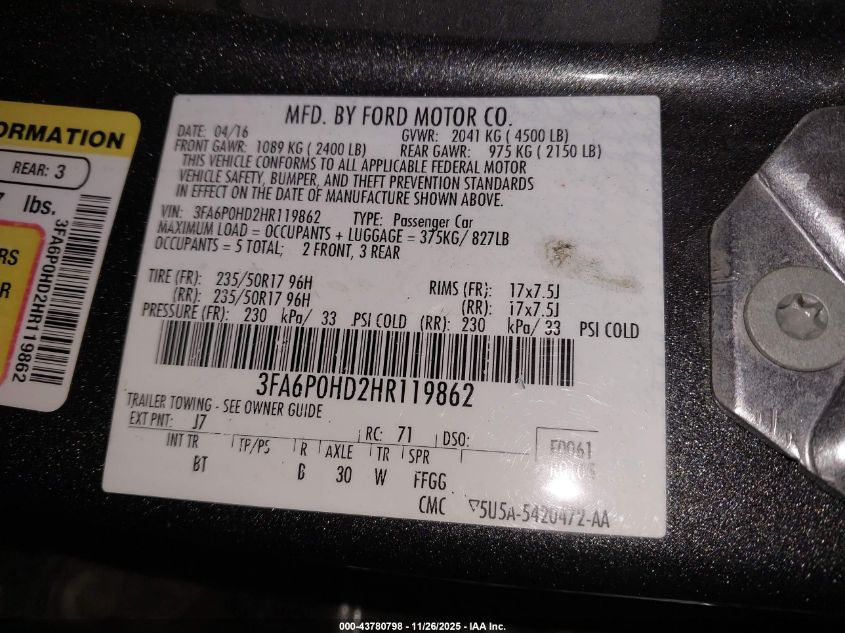 ORMATION
REAR: 3
lbs.
RS
R
3FA6P0HD2HR119862
MFD. BY FORD MOTOR CO.
DATE: 04/16 GVWR: 2041 KG ( 4500 LB)
FRONT GAWR: 1089 KG ( 2400 LB) REAR GAWR: 975 KG ( 2150 LB)
THIS VEHICLE CONFORMS TO ALL APPLICABLE FEDERAL MOTOR
VEHICLE SAFETY, BUMPER, AND THEFT PREVENTION STANDARDS
IN EFFECT ON THE DATE OF MANUFACTURE SHOWN ABOVE.
VIN: 3FA6P0HD2HR119862 TYPE: Passenger Car
MAXIMUM LOAD = OCCUPANTS + LUGGAGE = 375KG/ 827LB
OCCUPANTS = 5 TOTAL; 2 FRONT, 3 REAR
TIRE (FR): 235/50R17 96H RIMS (FR): 17x7.5J
(RR): 235/50R17 96H (RR): 17x7.5J
PRESSURE (FR): 230 kPa/ 33 PSI COLD (RR): 230 kPa/ 33 PSI COLD
3FA6P0HD2HR119862
TRAILER TOWING - SEE OWNER GUIDE
EXT PNT: J7 RC: 71 DSO: F0061
INT TR TP/PS R AXLE TR SPR
BT B 30 W FFGG
CMC ▽5U5A-5420472-AA
000-43780798 - 11/26/2025 - IAA Inc.